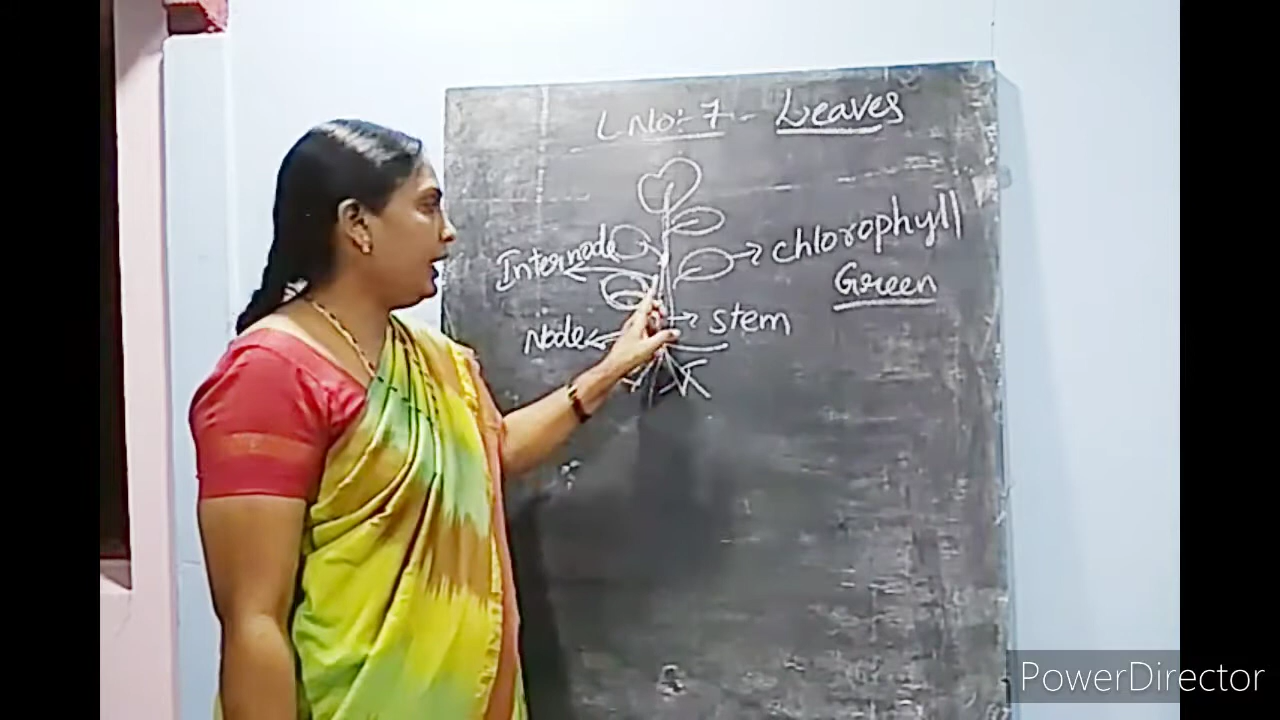 L No:- 7 - Leaves
Internode
chlorophyll
Green
Node
stem
PowerDirector